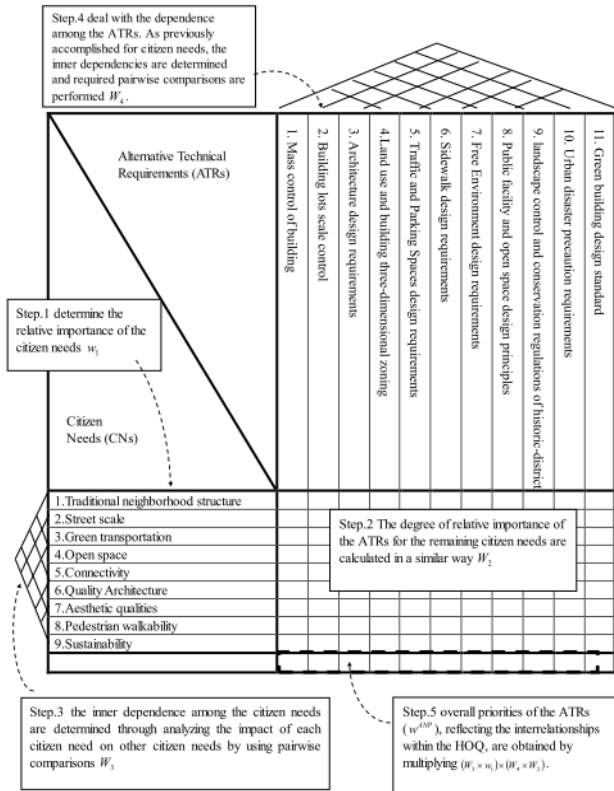 Step.4 deal with the dependence
among the ATRs. As previously
accomplished for citizen needs, the
inner dependencies are determined
and required pairwise comparisons are
performed W4.
Alternative Technical
Requirements (ATRs)
1. Mass control of building
2. Building lots scale control
3. Architecture design requirements
4.Land use and building three-dimensional zoning
5. Traffic and Parking Spaces design requirements
6. Sidewalk design requirements
7. Free Environment design requirements
8. Public facility and open space design principles
9. landscape control and conservation regulations of historic-district
10. Urban disaster precaution requirements
11. Green building design standard
Step.1 determine the
relative importance of the
citizen needs w1
Citizen
Needs (CNs)
1.Traditional neighborhood structure
2.Street scale
3.Green transportation
4.Open space
5.Connectivity
6.Quality Architecture
7.Aesthetic qualities
8.Pedestrian walkability
9.Sustainability
Step.2 The degree of relative importance of
the ATRs for the remaining citizen needs are
calculated in a similar way W2
Step.3 the inner dependence among the citizen needs
are determined through analyzing the impact of each
citizen need on other citizen needs by using pairwise
comparisons W3
Step.5 overall priorities of the ATRs
(w^ANP), reflecting the interrelationships
within the HOQ, are obtained by
multiplying (W3 × w1) × (W4 × W2).